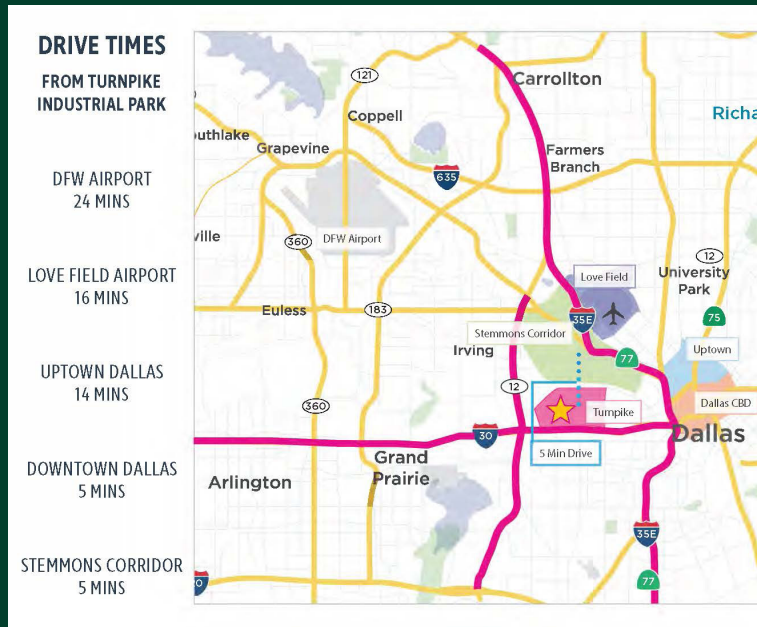 DRIVE TIMES
FROM TURNPIKE
INDUSTRIAL PARK
DFW AIRPORT
24 MINS
LOVE FIELD AIRPORT
16 MINS
UPTOWN DALLAS
14 MINS
DOWNTOWN DALLAS
5 MINS
STEMMONS CORRIDOR
5 MINS
121
Carrollton
Coppell
Richa
uthlake
Grapevine
Farmers
Branch
635
ville
360
DFW Airport
12
University
Park
Love Field
Euless
183
35E
75
Stemmons Corridor
Irving
77
Uptown
12
360
Turnpike
Dallas CBD
30
Dallas
5 Min Drive
Grand
Prairie
Arlington
35E
77
0